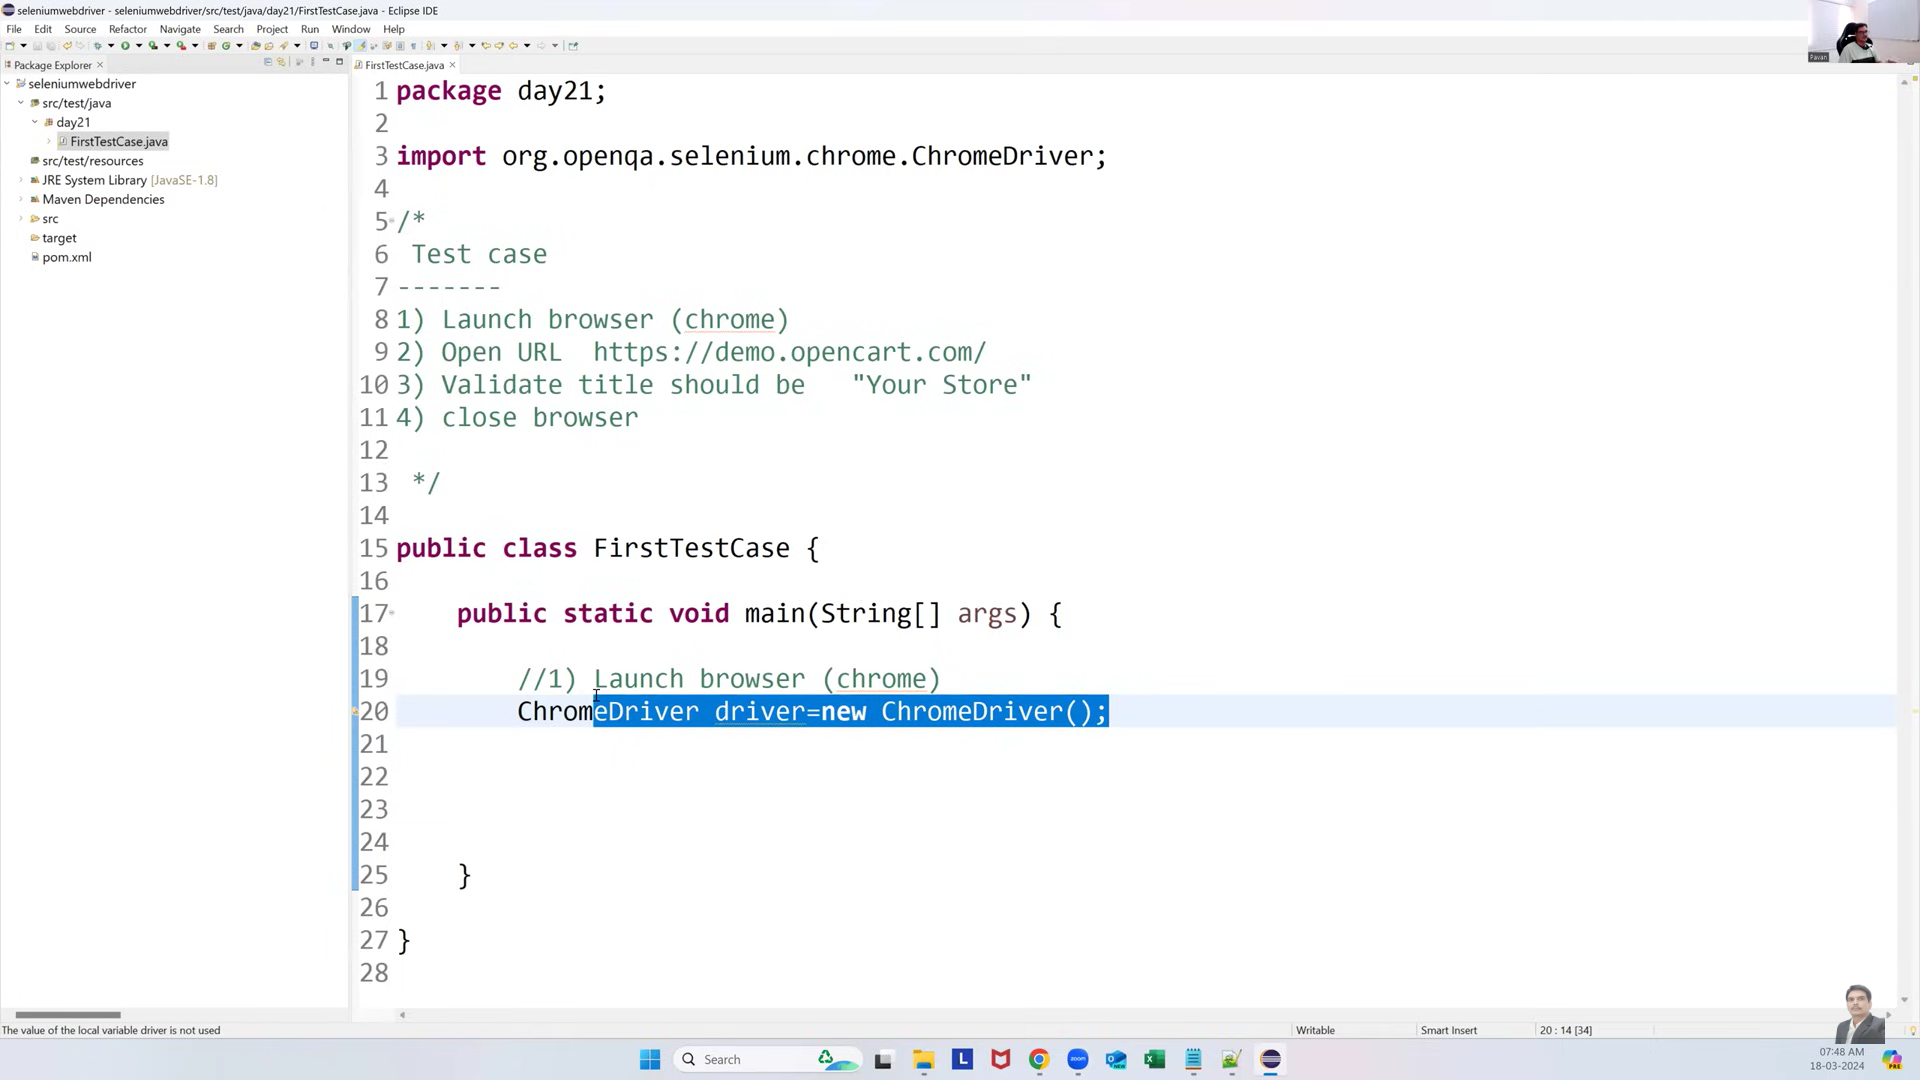 seleniumwebdriver - seleniumwebdriver/src/test/java/day21/FirstTestCase.java - Eclipse IDE
File Edit Source Refactor Navigate Search Project Run Window Help
Package Explorer
FirstTestCase.java
seleniumwebdriver
src/test/java
day21
FirstTestCase.java
src/test/resources
JRE System Library [JavaSE-1.8]
Maven Dependencies
src
target
pom.xml
1 package day21;
2
3 import org.openqa.selenium.chrome.ChromeDriver;
4
5 /*
6 Test case
7 -------
8 1) Launch browser (chrome)
9 2) Open URL  https://demo.opencart.com/
10 3) Validate title should be   "Your Store"
11 4) close browser
12
13 */
14
15 public class FirstTestCase {
16
17 public static void main(String[] args) {
18
19 //1) Launch browser (chrome)
20 ChromeDriver driver=new ChromeDriver();
21
22
23
24
25 }
26
27 }
28
Pavan
The value of the local variable driver is not used
Writable
Smart Insert
20 : 14 [34]
Search
07:48 AM
18-03-2024